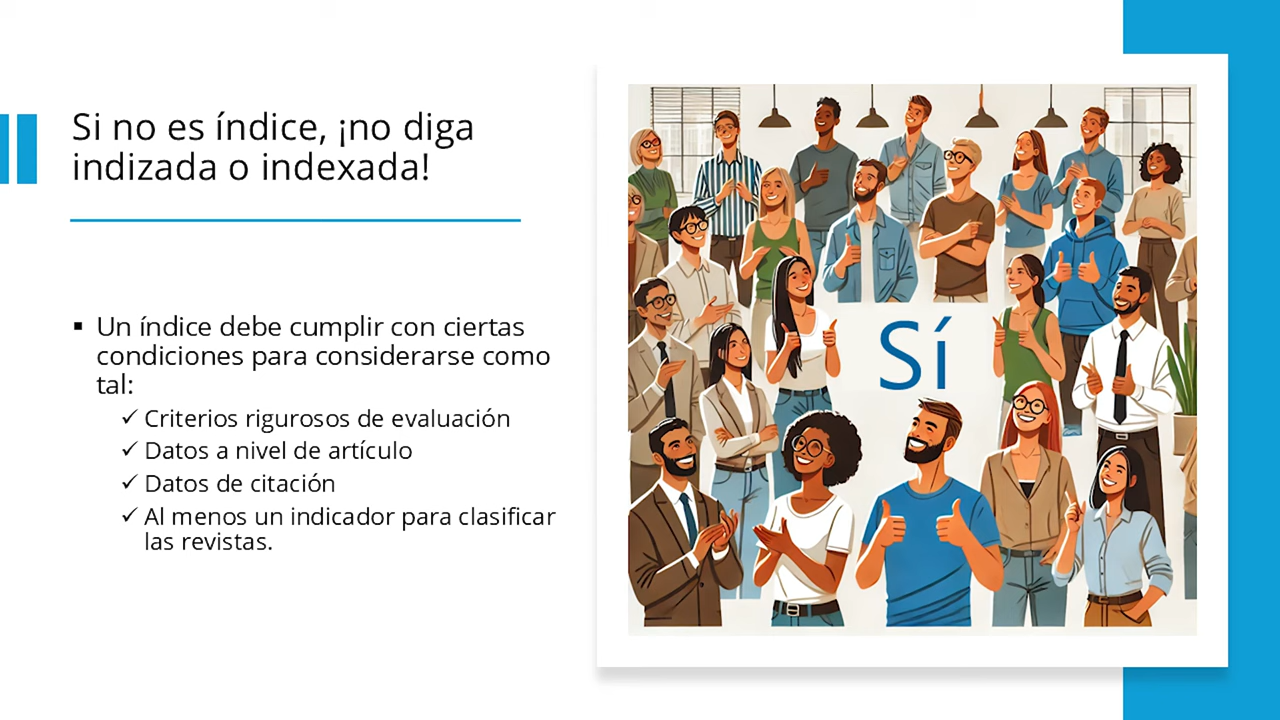 Si no es índice, ¡no diga
indizada o indexada!
▪ Un índice debe cumplir con ciertas
condiciones para considerarse como
tal:
✓ Criterios rigurosos de evaluación
✓ Datos a nivel de artículo
✓ Datos de citación
✓ Al menos un indicador para clasificar
las revistas.
Sí